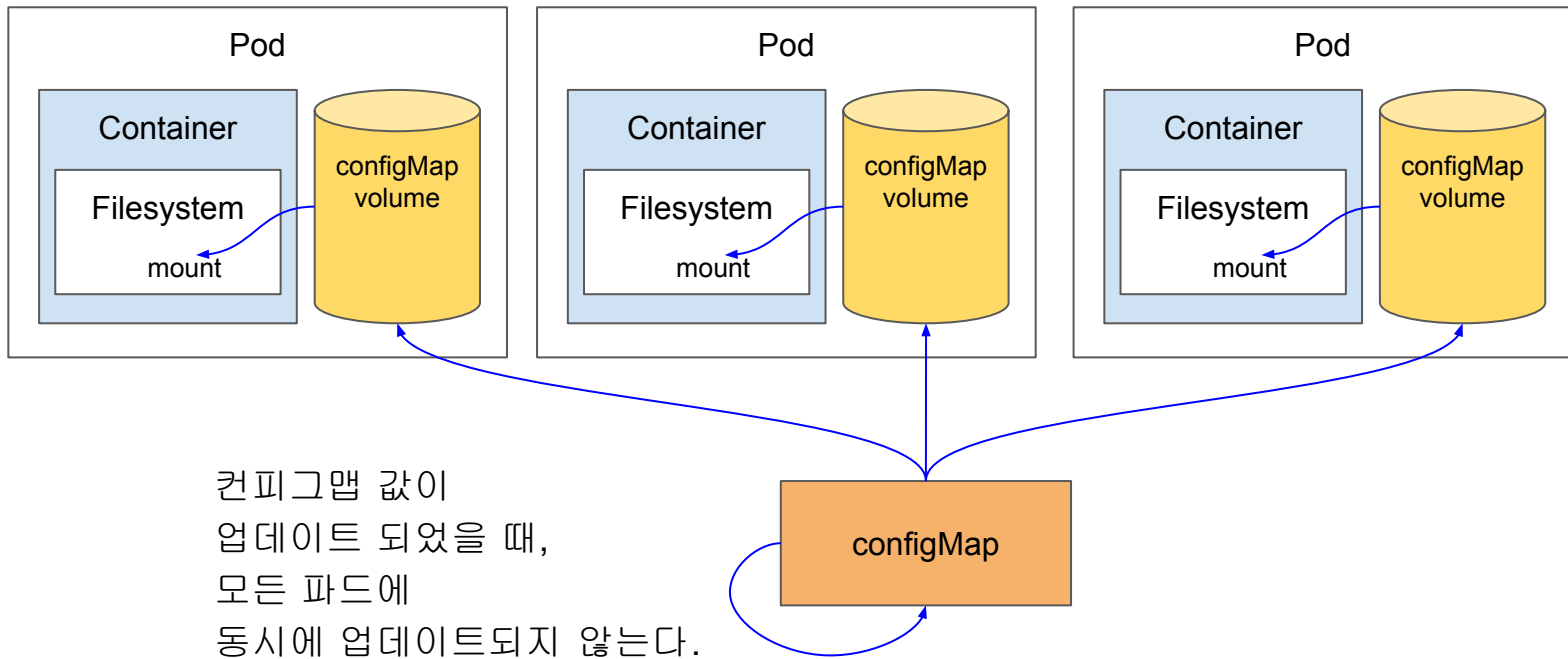 Pod
Container
Filesystem
mount
configMap
volume
Pod
Container
Filesystem
mount
configMap
volume
Pod
Container
Filesystem
mount
configMap
volume
컨피그맵 값이
업데이트 되었을 때,
모든 파드에
동시에 업데이트되지 않는다.
configMap